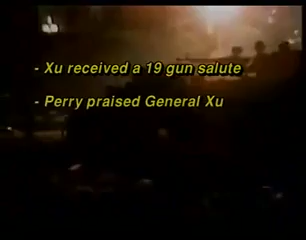 - Xu received a 19 gun salute
- Perry praised General Xu